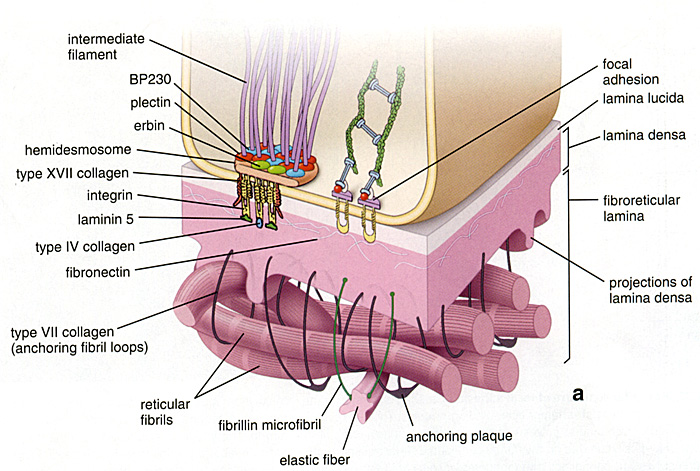 intermediate
filament
BP230
plectin
erbin
hemidesmosome
type XVII collagen
integrin
laminin 5
type IV collagen
fibronectin
type VII collagen
(anchoring fibril loops)
reticular
fibrils
fibrillin microfibril
elastic fiber
anchoring plaque
focal
adhesion
lamina lucida
lamina densa
fibroreticular
lamina
projections of
lamina densa
a